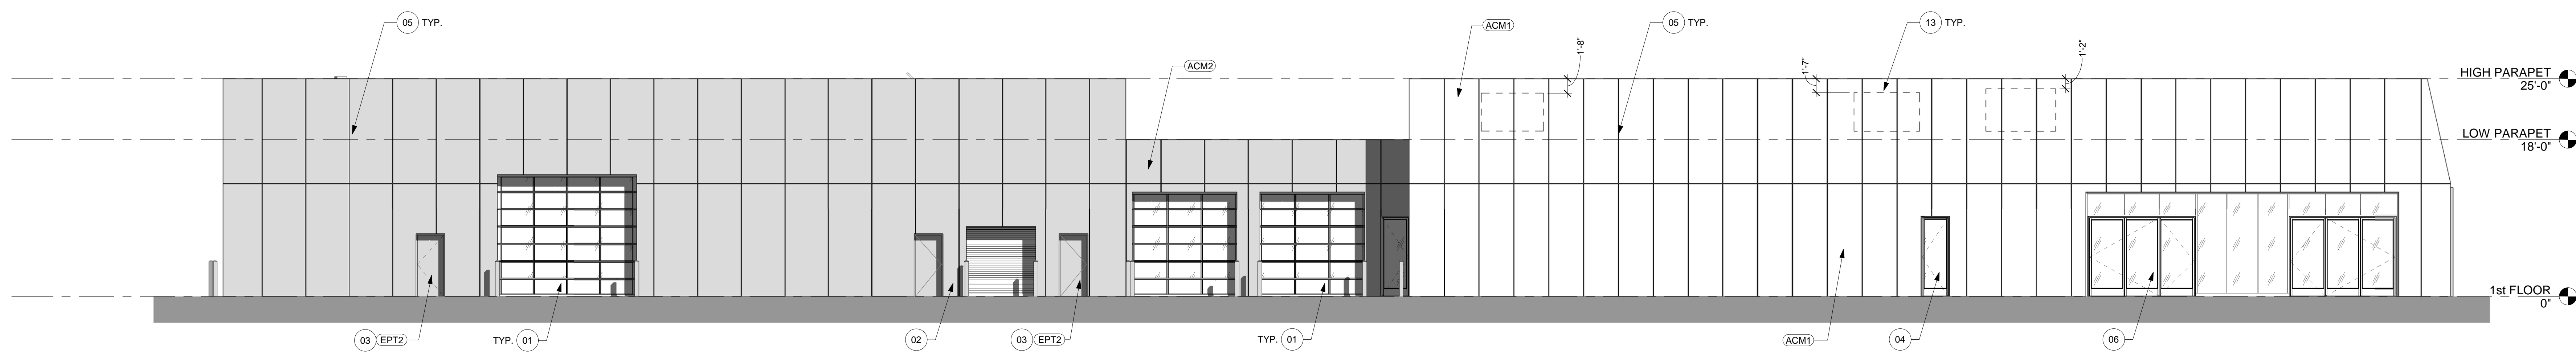 05 TYP.
ACM1
05 TYP.
13 TYP.
1'-8"
1'-7"
1'-2"
ACM2
HIGH PARAPET
25'-0"
LOW PARAPET
18'-0"
1st FLOOR
0"
03 EPT2
TYP. 01
02
03 EPT2
TYP. 01
ACM1
04
06